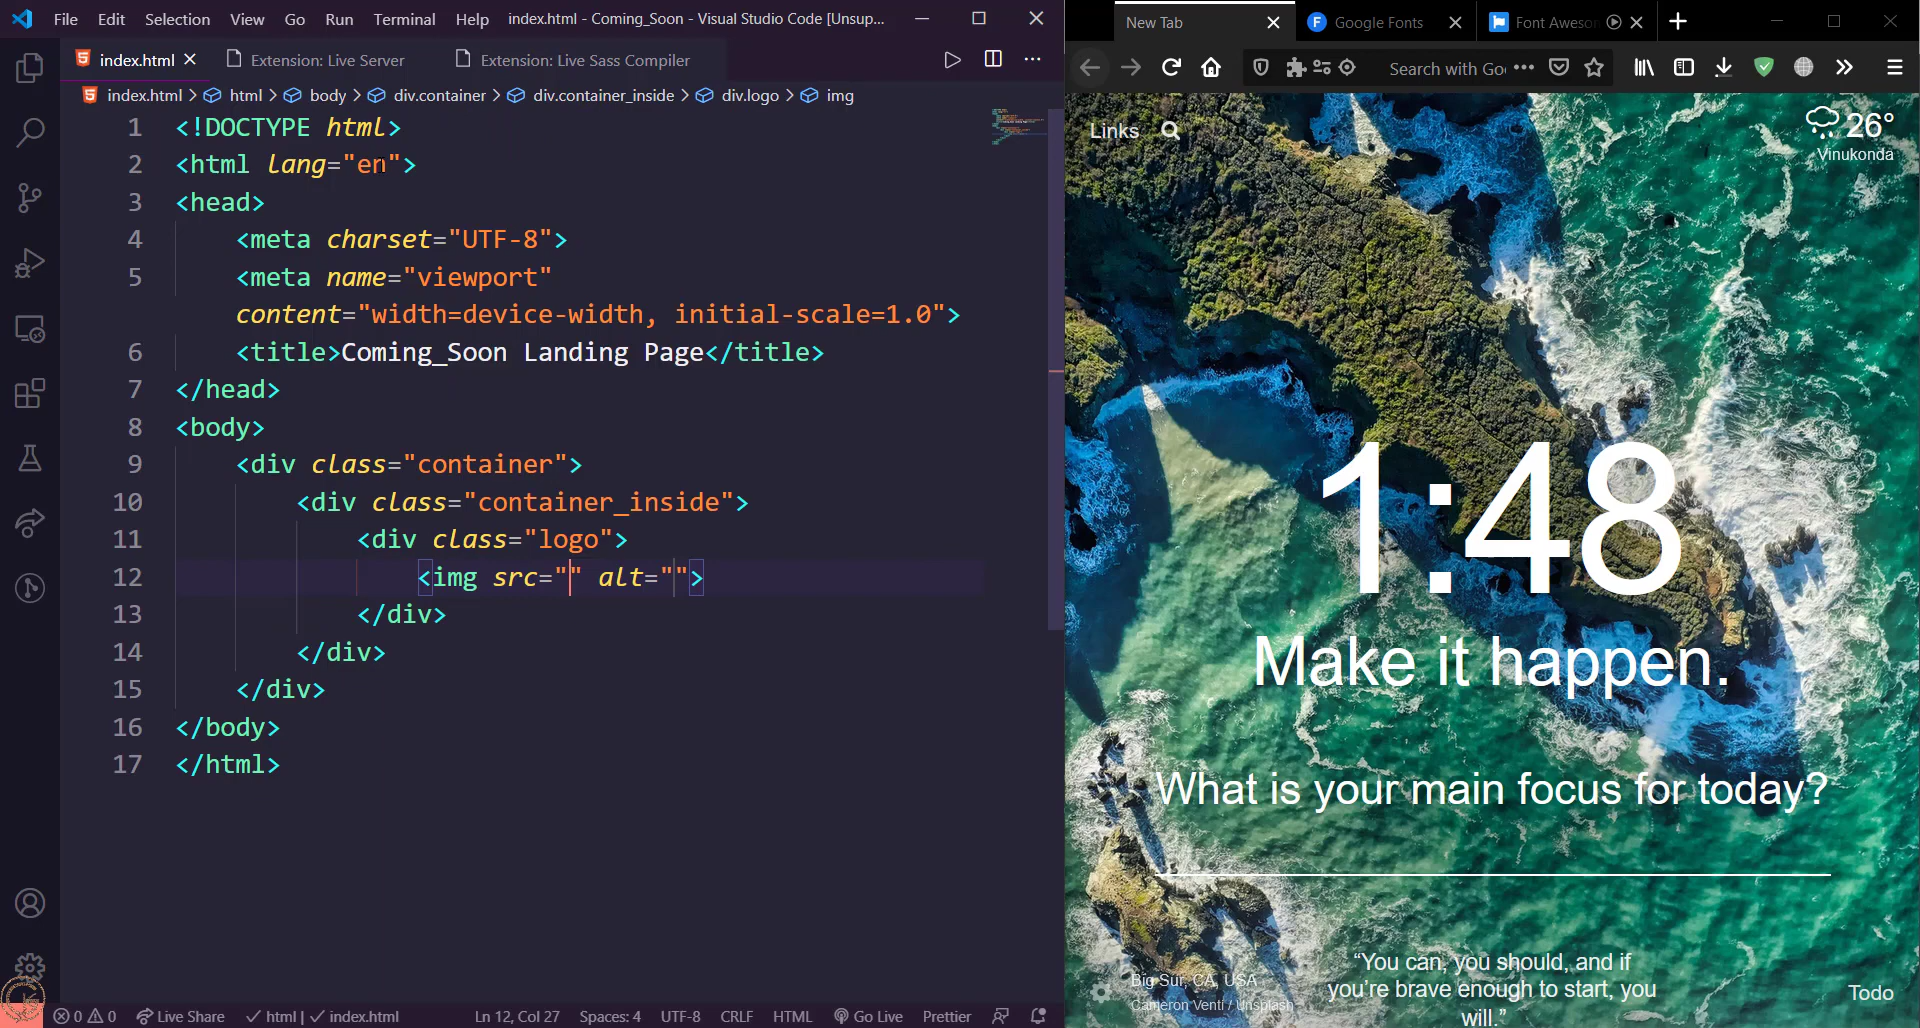 File Edit Selection View Go Run Terminal Help index.html - Coming_Soon - Visual Studio Code [Unsup...
index.html Extension: Live Server Extension: Live Sass Compiler
index.html > html > body > div.container > div.container_inside > div.logo > img
1 <!DOCTYPE html>
2 <html lang="en">
3 <head>
4 <meta charset="UTF-8">
5 <meta name="viewport"
content="width=device-width, initial-scale=1.0">
6 <title>Coming_Soon Landing Page</title>
7 </head>
8 <body>
9 <div class="container">
10 <div class="container_inside">
11 <div class="logo">
12 <img src="" alt="">
13 </div>
14 </div>
15 </div>
16 </body>
17 </html>
0 0 Live Share html | index.html Ln 12, Col 27 Spaces: 4 UTF-8 CRLF HTML Go Live Prettier
New Tab Google Fonts Font Aweso
Search with Go
Links 26°
Vinukonda
1:48
Make it happen.
What is your main focus for today?
Big Sur, CA, USA
Cameron Venti / Unsplash
“You can, you should, and if
you’re brave enough to start, you
will.”
Todo